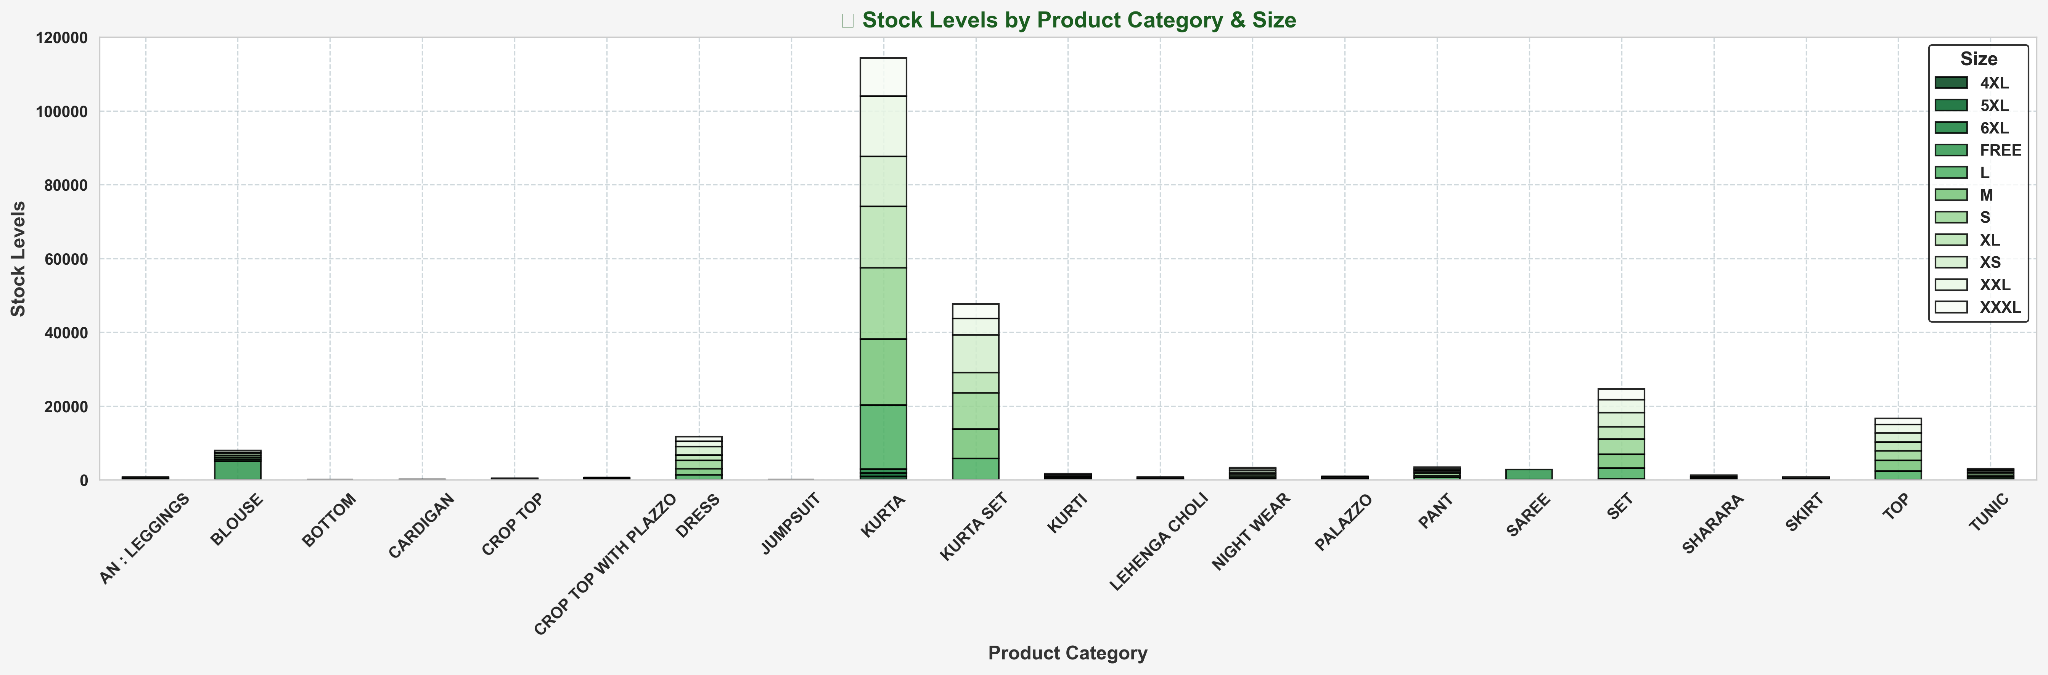 Stock Levels by Product Category & Size
120000
100000
80000
60000
40000
20000
0
Stock Levels
Size
4XL
5XL
6XL
FREE
L
M
S
XL
XS
XXL
XXXL
AN : LEGGINGS
BLOUSE
BOTTOM
CARDIGAN
CROP TOP
CROP TOP WITH PLAZZO
DRESS
JUMPSUIT
KURTA
KURTA SET
KURTI
LEHENGA CHOLI
NIGHT WEAR
PALAZZO
PANT
SAREE
SET
SHARARA
SKIRT
TOP
TUNIC
Product Category